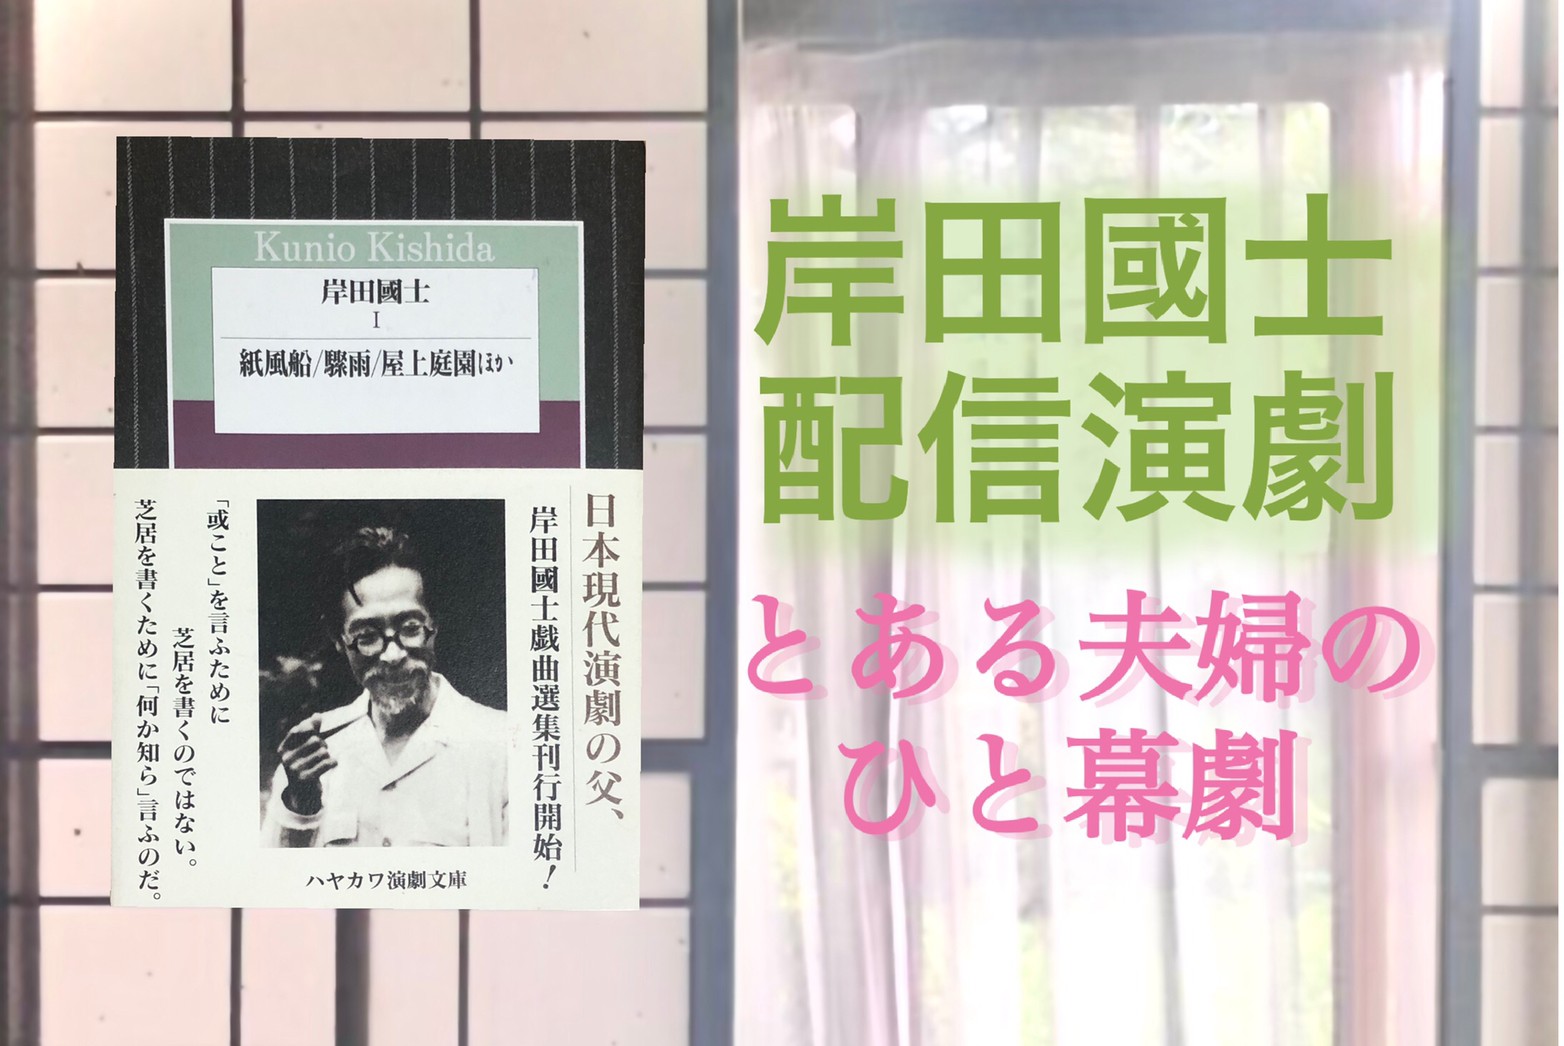 Kunio Kishida
岸田國士
I
紙風船/驟雨/屋上庭園ほか
日本現代演劇の父、
岸田國士戯曲選集刊行開始！
「或こと」を言ふために
芝居を書くのではない。
芝居を書くために「何か知ら」言ふのだ。
ハヤカワ演劇文庫
岸田國士
配信演劇
とある夫婦の
ひと幕劇